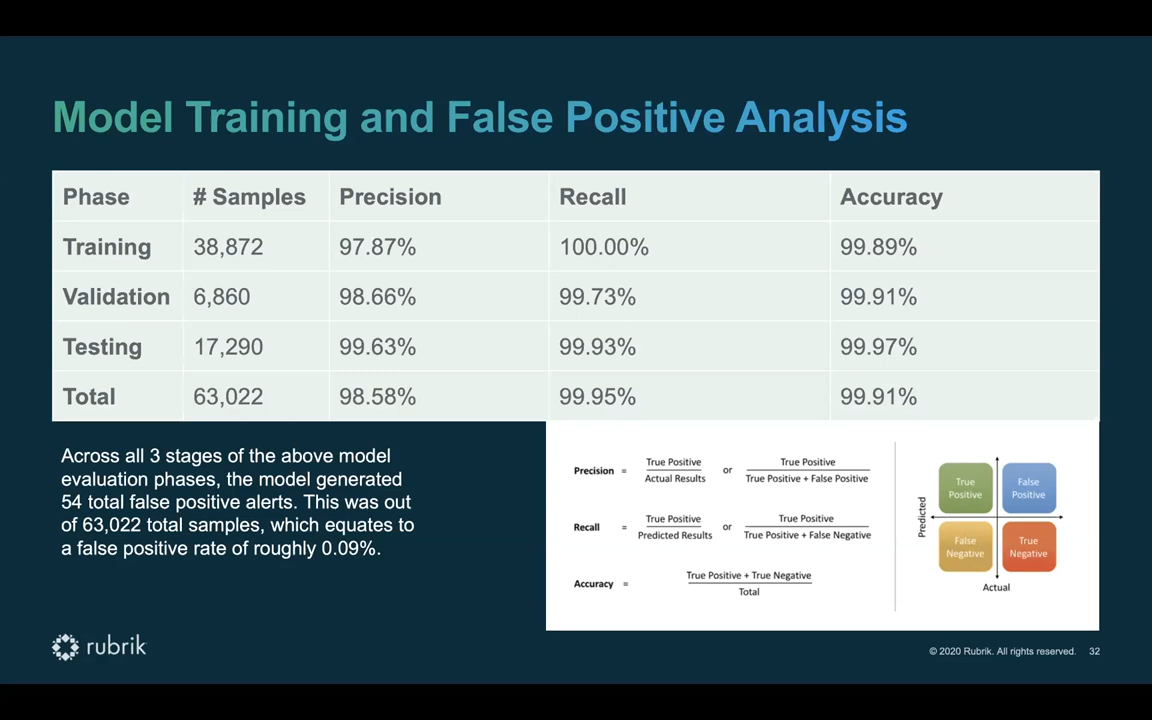 Model Training and False Positive Analysis
Phase # Samples Precision Recall Accuracy
Training 38,872 97.87% 100.00% 99.89%
Validation 6,860 98.66% 99.73% 99.91%
Testing 17,290 99.63% 99.93% 99.97%
Total 63,022 98.58% 99.95% 99.91%
Across all 3 stages of the above model
evaluation phases, the model generated
54 total false positive alerts. This was out
of 63,022 total samples, which equates to
a false positive rate of roughly 0.09%.
Precision = True Positive / Actual Results or True Positive / True Positive + False Positive
Recall = True Positive / Predicted Results or True Positive / True Positive + False Negative
Accuracy = True Positive + True Negative / Total
Predicted
True
Positive
False
Positive
False
Negative
True
Negative
Actual
rubrik
© 2020 Rubrik. All rights reserved. 32